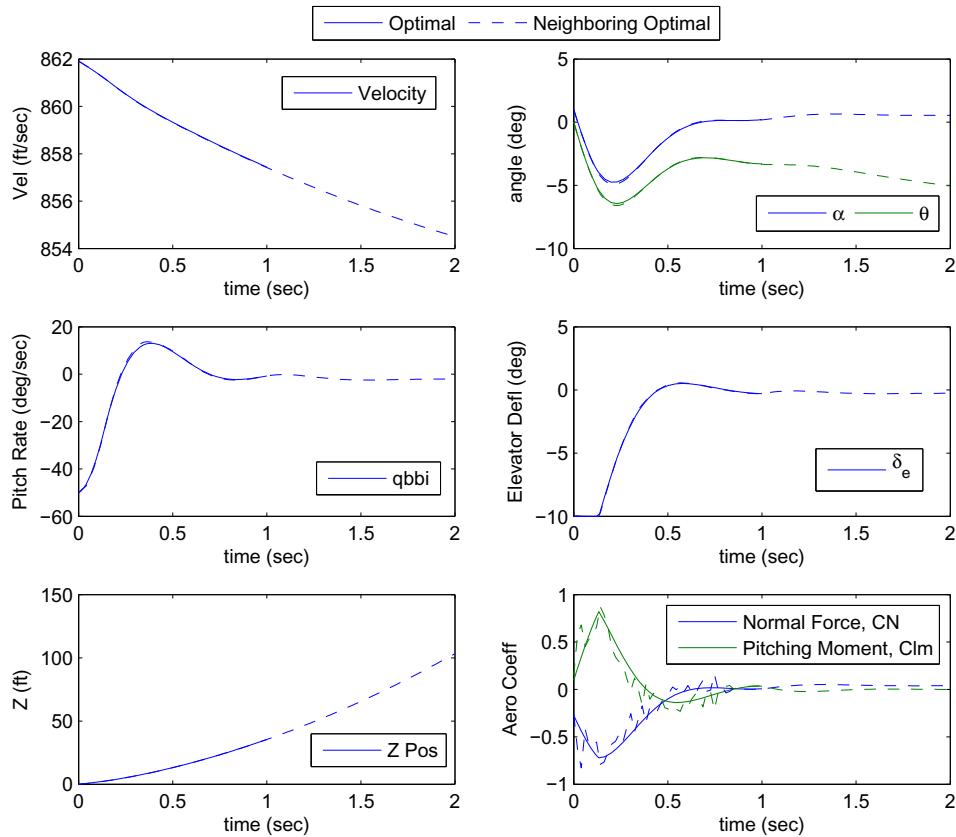 Optimal Neighboring Optimal
862
860
858
856
854
Vel (ft/sec)
Velocity
0 0.5 1 1.5 2
time (sec)
5
0
−5
−10
angle (deg)
α θ
0 0.5 1 1.5 2
time (sec)
20
0
−20
−40
−60
Pitch Rate (deg/sec)
qbbi
0 0.5 1 1.5 2
time (sec)
5
0
−5
−10
Elevator Defl (deg)
δe
0 0.5 1 1.5 2
time (sec)
150
100
50
0
Z (ft)
Z Pos
0 0.5 1 1.5 2
time (sec)
1
0.5
0
−0.5
−1
Aero Coeff
Normal Force, CN
Pitching Moment, Clm
0 0.5 1 1.5 2
time (sec)